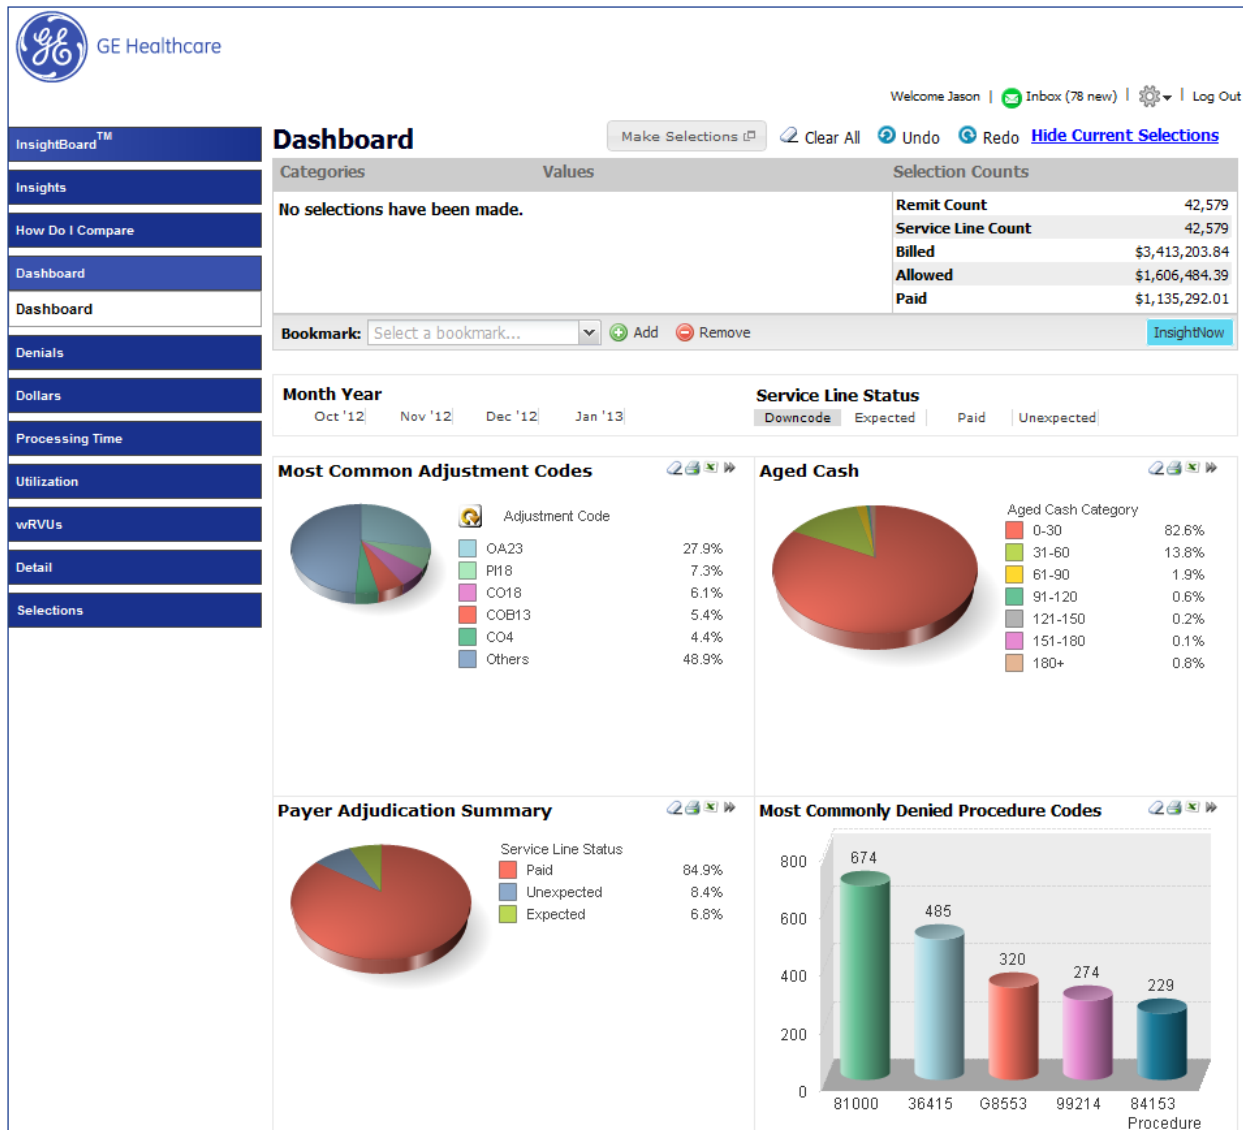 GE Healthcare
Welcome Jason | Inbox (78 new) | | Log Out
InsightBoard™
Insights
How Do I Compare
Dashboard
Dashboard
Denials
Dollars
Processing Time
Utilization
wRVUs
Detail
Selections
Dashboard Make Selections Clear All Undo Redo Hide Current Selections
Categories Values Selection Counts
No selections have been made.
Remit Count 42,579
Service Line Count 42,579
Billed $3,413,203.84
Allowed $1,606,484.39
Paid $1,135,292.01
Bookmark: Select a bookmark... Add Remove InsightNow
Month Year
Oct '12 Nov '12 Dec '12 Jan '13
Service Line Status
Downcode Expected Paid Unexpected
Most Common Adjustment Codes
Adjustment Code
OA23 27.9%
PI18 7.3%
CO18 6.1%
COB13 5.4%
CO4 4.4%
Others 48.9%
Aged Cash
Aged Cash Category
0-30 82.6%
31-60 13.8%
61-90 1.9%
91-120 0.6%
121-150 0.2%
151-180 0.1%
180+ 0.8%
Payer Adjudication Summary
Service Line Status
Paid 84.9%
Unexpected 8.4%
Expected 6.8%
Most Commonly Denied Procedure Codes
800
600
400
200
0
674
485
320
274
229
81000 36415 G8553 99214 84153
Procedure